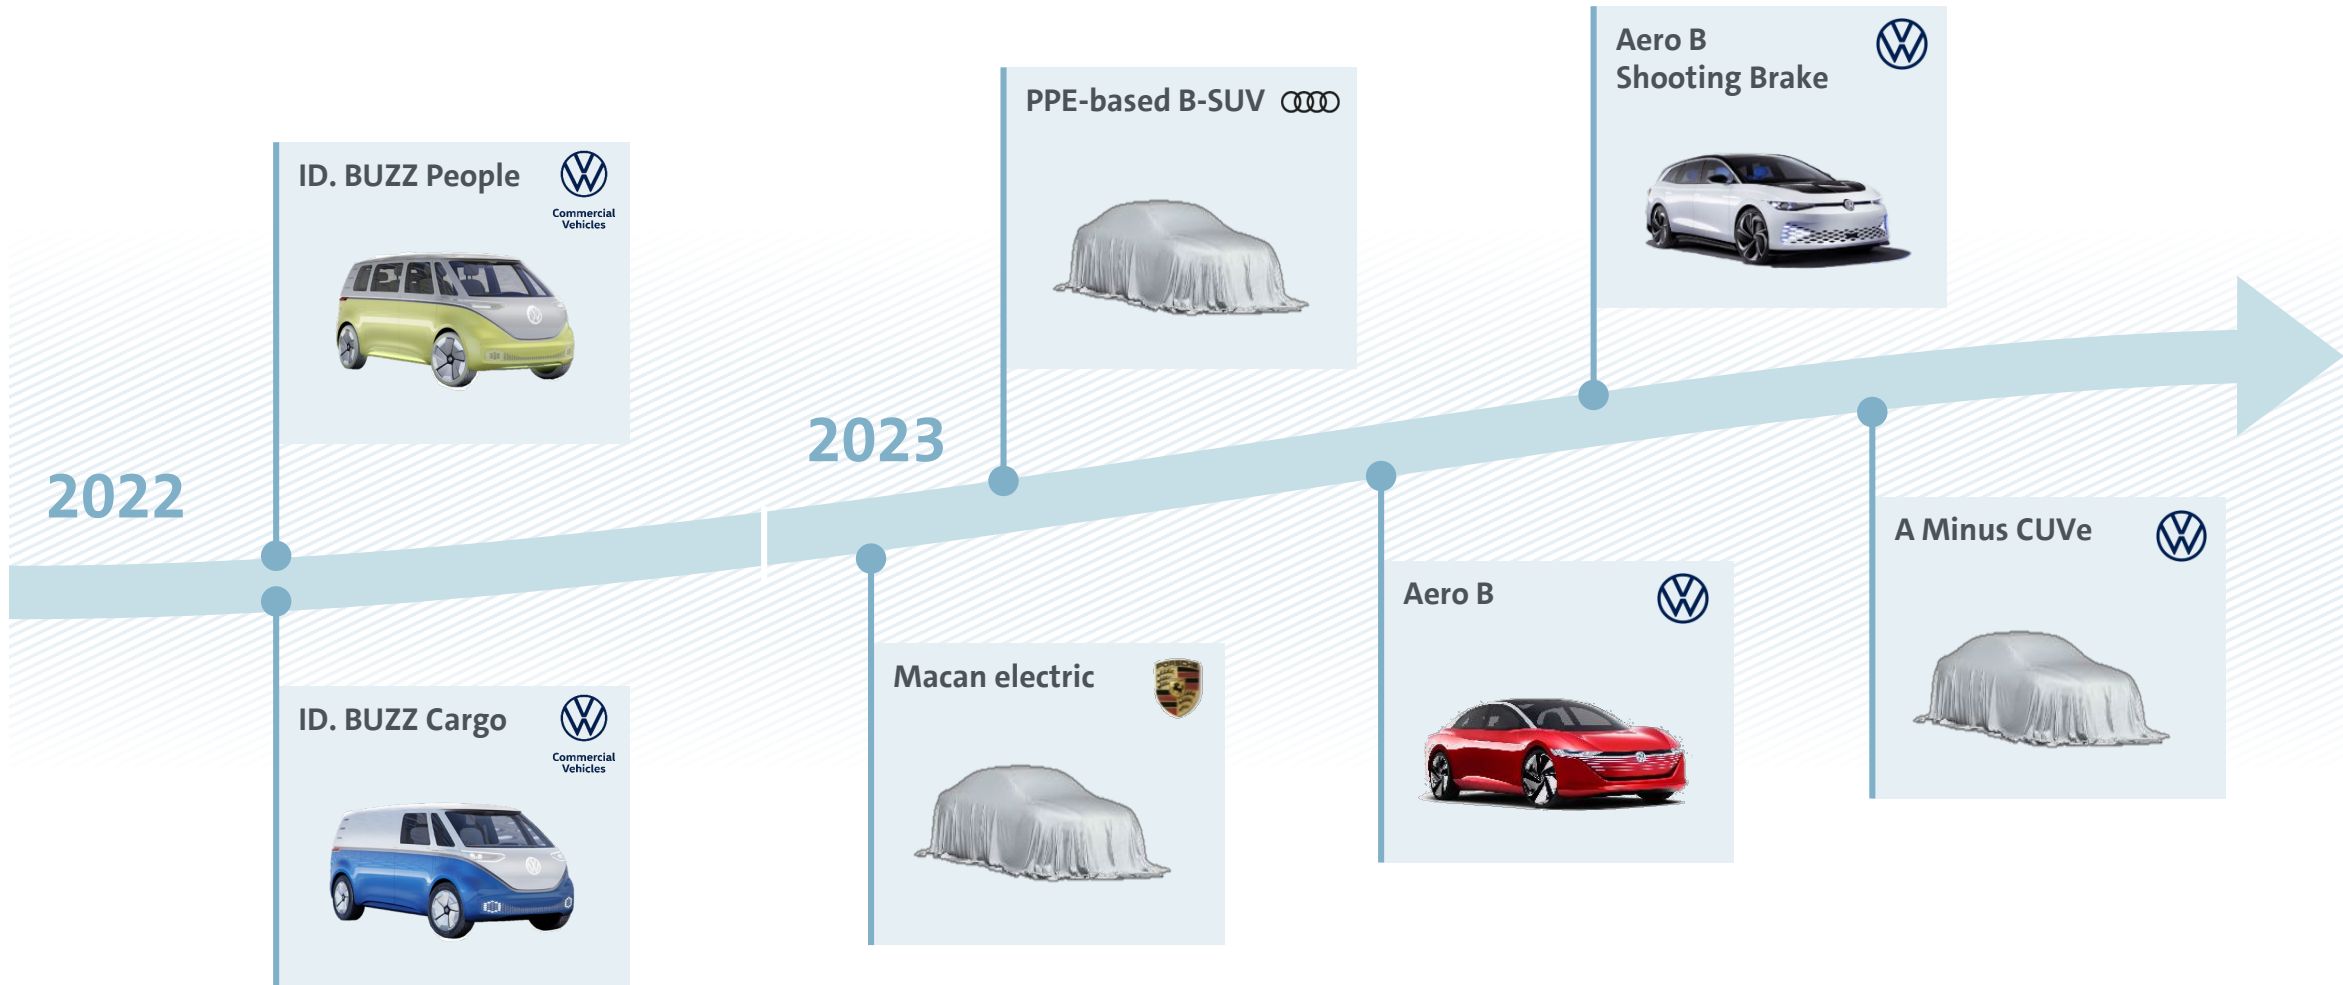 2022
ID. BUZZ People
Commercial
Vehicles
ID. BUZZ Cargo
Commercial
Vehicles
2023
Macan electric
PORSCHE
PPE-based B-SUV
Aero B
Aero B
Shooting Brake
A Minus CUVe